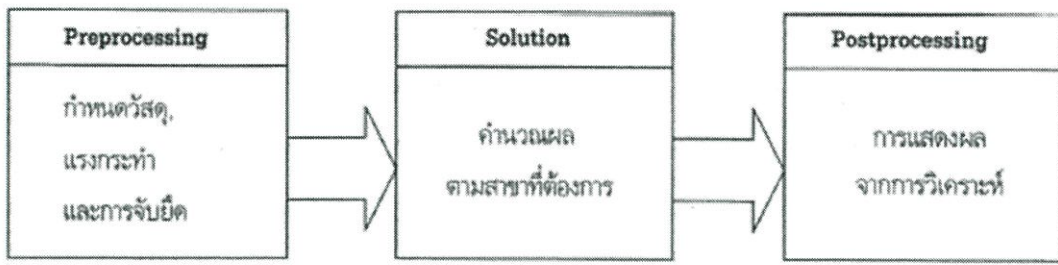 Preprocessing
กำหนดวัสดุ,
แรงกระทำ
และการจับยึด
Solution
คำนวณผล
ตามสาขาที่ต้องการ
Postprocessing
การแสดงผล
จากการวิเคราะห์